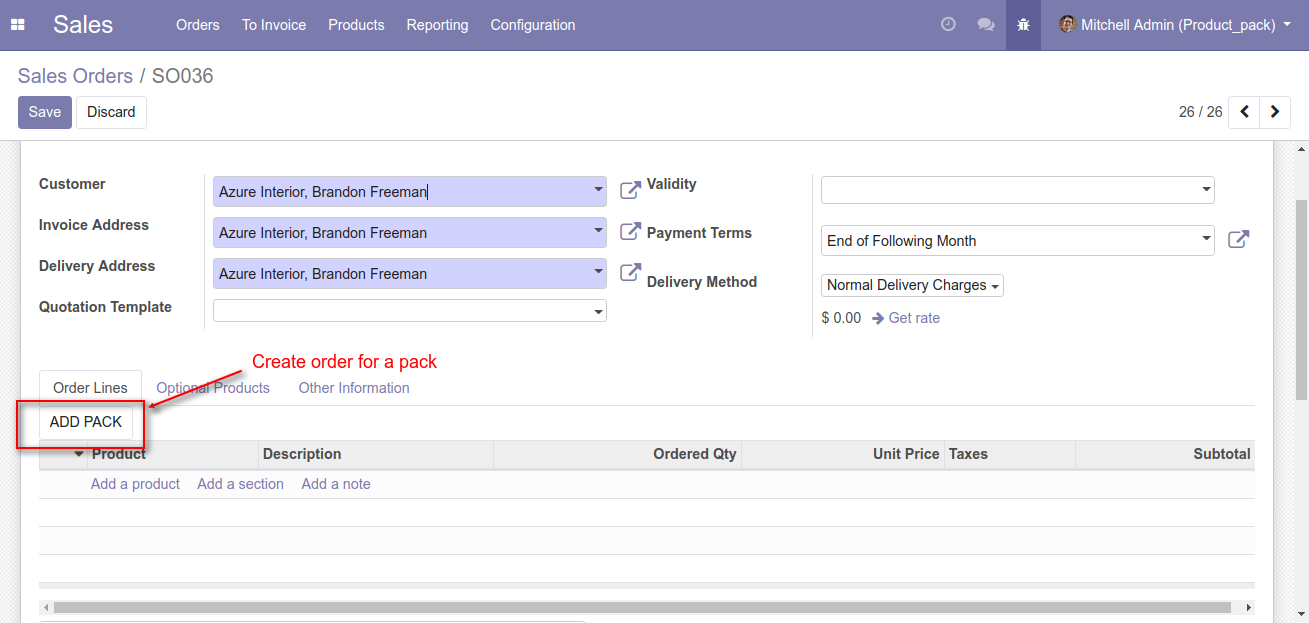 Sales Orders To Invoice Products Reporting Configuration Mitchell Admin (Product_pack)
Sales Orders / SO036
Save Discard 26 / 26
Customer Azure Interior, Brandon Freeman Validity
Invoice Address Azure Interior, Brandon Freeman Payment Terms End of Following Month
Delivery Address Azure Interior, Brandon Freeman Delivery Method Normal Delivery Charges
Quotation Template $ 0.00 Get rate
Create order for a pack
Order Lines Optional Products Other Information
ADD PACK
Product Description Ordered Qty Unit Price Taxes Subtotal
Add a product Add a section Add a note